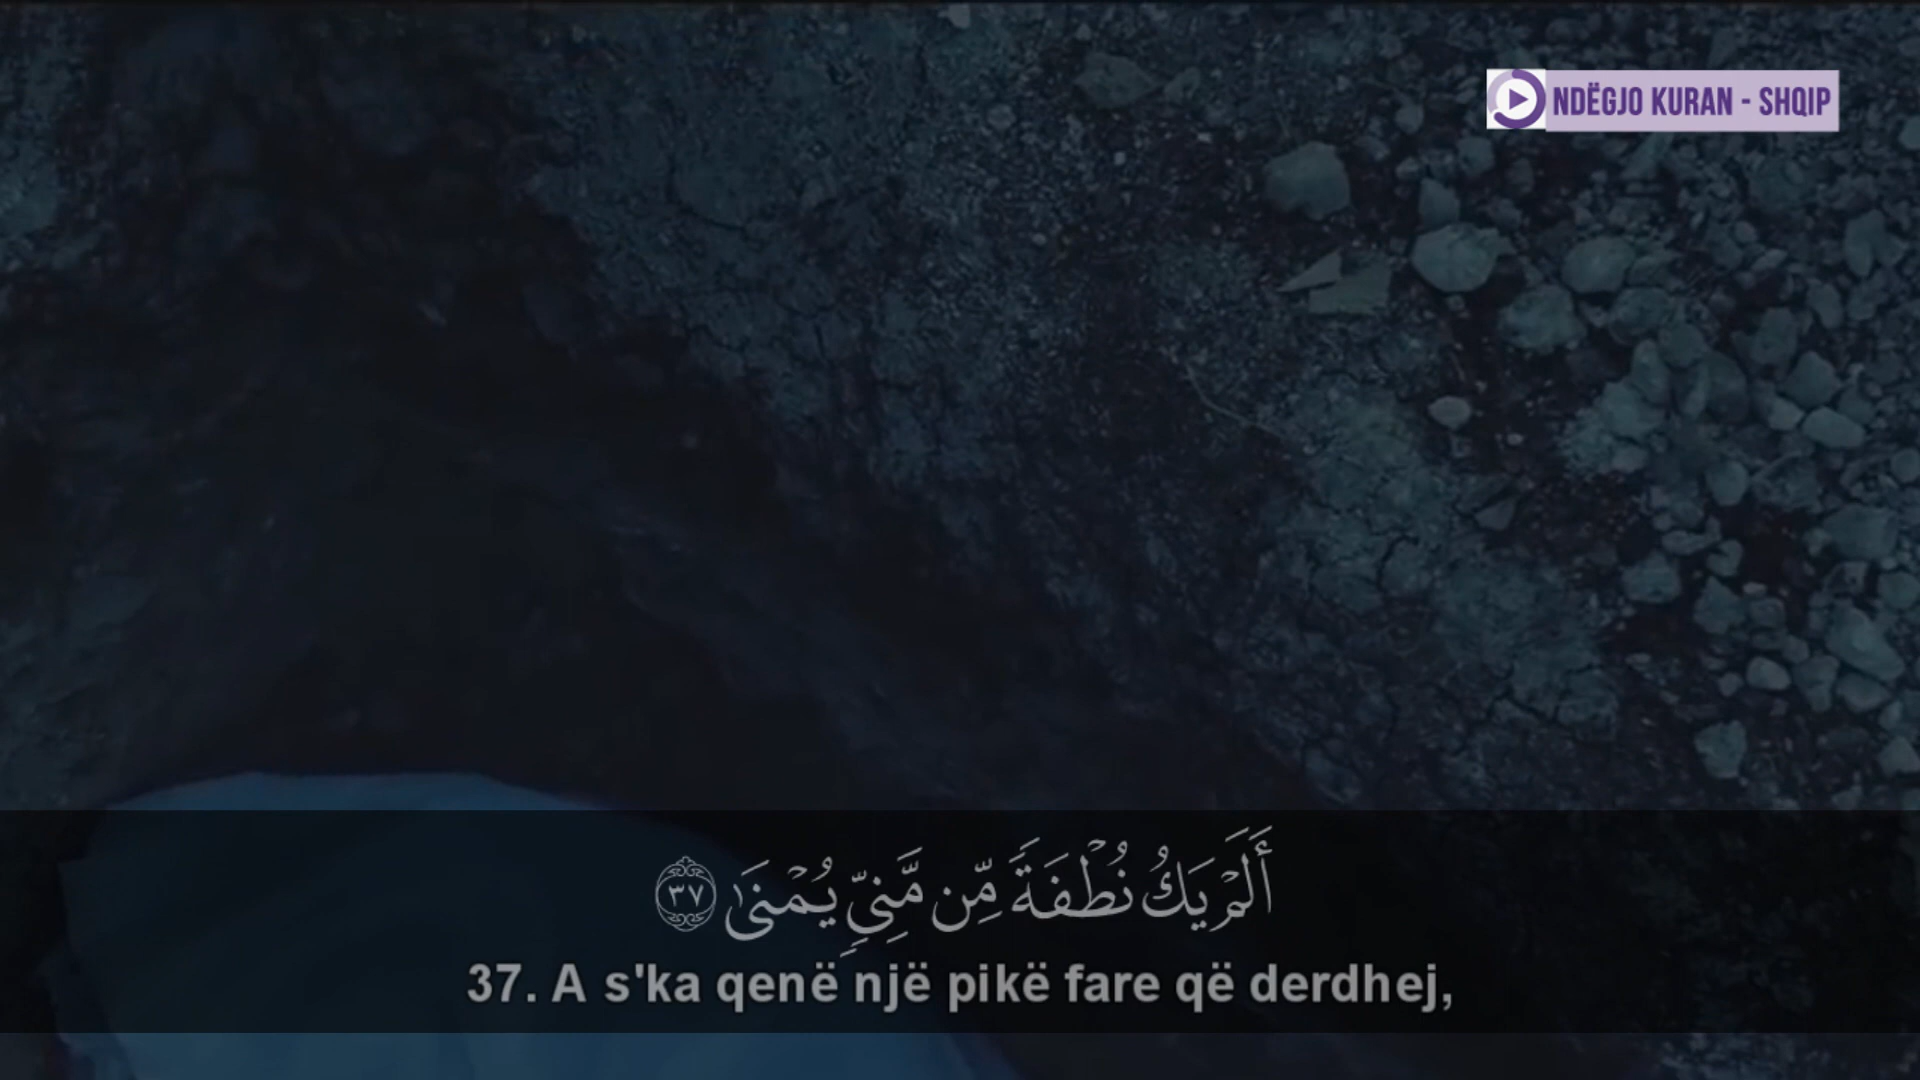 NDËGJO KURAN - SHQIP
أَلَمْ يَكُ نُطْفَةً مِّن مَّنِىٍّ يُمْنَىٰ ٣٧
37. A s'ka qenë një pikë fare që derdhej,